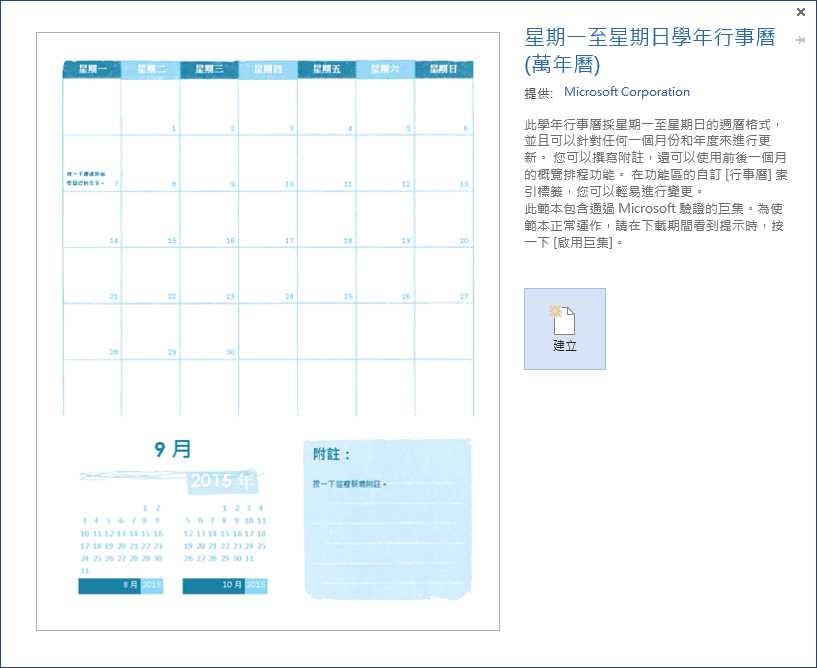 星期一至星期日學年行事曆
(萬年曆)
提供: Microsoft Corporation
此學年行事曆採星期一至星期日的週曆格式，
並且可以針對任何一個月份和年度來進行更
新。 您可以撰寫附註，還可以使用前後一個月
的概覽排程功能。 在功能區的自訂 [行事曆] 索
引標籤，您可以輕易進行變更。
此範本包含通過 Microsoft 驗證的巨集。為使
範本正常運作，請在下載期間看到提示時，按
一下 [啟用巨集]。
建立
星期一 星期二 星期三 星期四 星期五 星期六 星期日
1 2 3 4 5 6
按一下這裡新增
您自己的文字。
7 8 9 10 11 12 13
14 15 16 17 18 19 20
21 22 23 24 25 26 27
28 29 30
9 月
2015 年
1 2
3 4 5 6 7 8 9
10 11 12 13 14 15 16
17 18 19 20 21 22 23
24 25 26 27 28 29 30
31
8 月 2015
1 2 3 4
5 6 7 8 9 10 11
12 13 14 15 16 17 18
19 20 21 22 23 24 25
26 27 28 29 30 31
10 月 2015
附註：
按一下這裡新增附註。